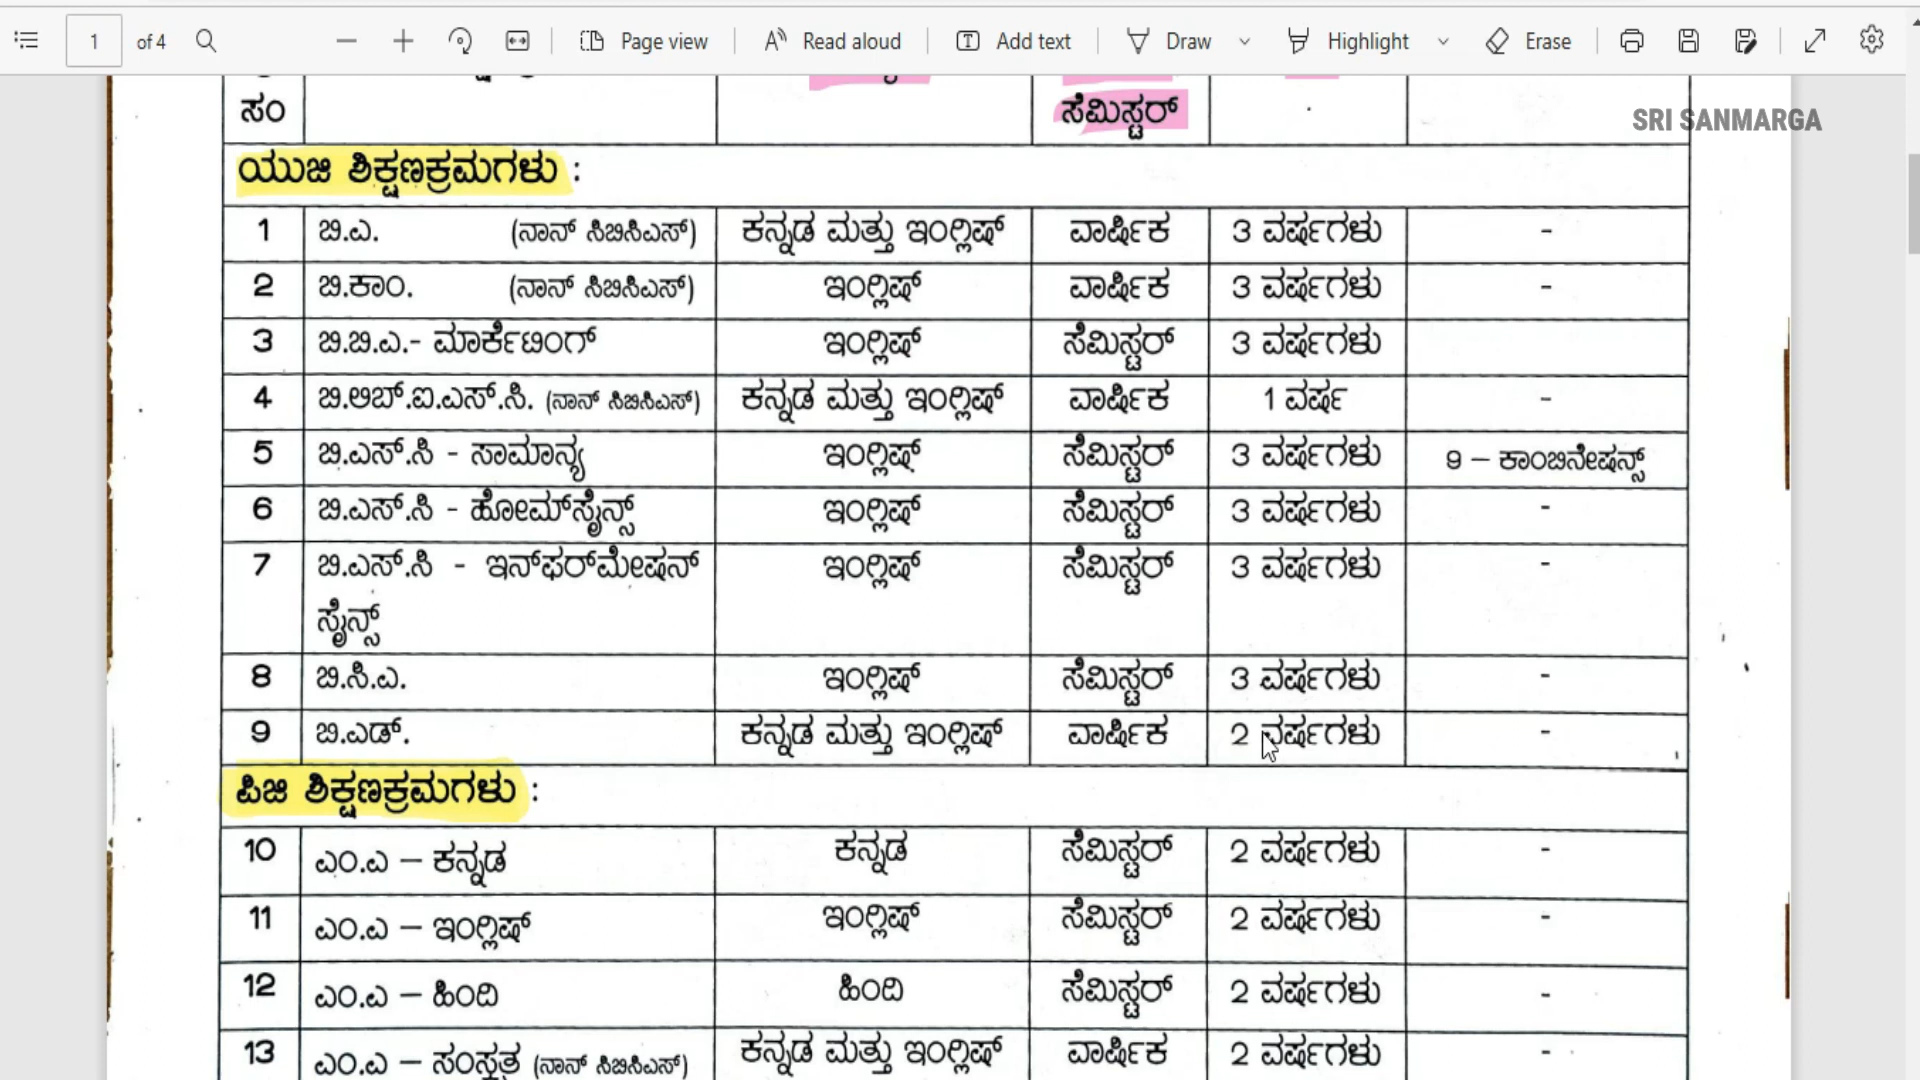 1 of 4 Page view Read aloud Add text Draw Highlight Erase
ಸಂ ಸೆಮಿಸ್ಟರ್
SRI SANMARGA
ಯುಜಿ ಶಿಕ್ಷಣಕ್ರಮಗಳು :
1 ಬಿ.ಎ. (ನಾನ್ ಸಿಬಿಸಿಎಸ್) ಕನ್ನಡ ಮತ್ತು ಇಂಗ್ಲಿಷ್ ವಾರ್ಷಿಕ 3 ವರ್ಷಗಳು -
2 ಬಿ.ಕಾಂ. (ನಾನ್ ಸಿಬಿಸಿಎಸ್) ಇಂಗ್ಲಿಷ್ ವಾರ್ಷಿಕ 3 ವರ್ಷಗಳು -
3 ಬಿ.ಬಿ.ಎ.- ಮಾರ್ಕೆಟಿಂಗ್ ಇಂಗ್ಲಿಷ್ ಸೆಮಿಸ್ಟರ್ 3 ವರ್ಷಗಳು
4 ಬಿ.ಲಿಬ್.ಐ.ಎಸ್.ಸಿ. (ನಾನ್ ಸಿಬಿಸಿಎಸ್) ಕನ್ನಡ ಮತ್ತು ಇಂಗ್ಲಿಷ್ ವಾರ್ಷಿಕ 1 ವರ್ಷ -
5 ಬಿ.ಎಸ್.ಸಿ - ಸಾಮಾನ್ಯ ಇಂಗ್ಲಿಷ್ ಸೆಮಿಸ್ಟರ್ 3 ವರ್ಷಗಳು 9 – ಕಾಂಬಿನೇಷನ್ಸ್
6 ಬಿ.ಎಸ್.ಸಿ - ಹೋಮ್‌ಸೈನ್ಸ್ ಇಂಗ್ಲಿಷ್ ಸೆಮಿಸ್ಟರ್ 3 ವರ್ಷಗಳು -
7 ಬಿ.ಎಸ್.ಸಿ - ಇನ್‌ಫರ್‌ಮೇಷನ್ ಇಂಗ್ಲಿಷ್ ಸೆಮಿಸ್ಟರ್ 3 ವರ್ಷಗಳು -
ಸೈನ್ಸ್
8 ಬಿ.ಸಿ.ಎ. ಇಂಗ್ಲಿಷ್ ಸೆಮಿಸ್ಟರ್ 3 ವರ್ಷಗಳು -
9 ಬಿ.ಎಡ್. ಕನ್ನಡ ಮತ್ತು ಇಂಗ್ಲಿಷ್ ವಾರ್ಷಿಕ 2 ವರ್ಷಗಳು -
ಪಿಜಿ ಶಿಕ್ಷಣಕ್ರಮಗಳು :
10 ಎಂ.ಎ – ಕನ್ನಡ ಕನ್ನಡ ಸೆಮಿಸ್ಟರ್ 2 ವರ್ಷಗಳು -
11 ಎಂ.ಎ – ಇಂಗ್ಲಿಷ್ ಇಂಗ್ಲಿಷ್ ಸೆಮಿಸ್ಟರ್ 2 ವರ್ಷಗಳು -
12 ಎಂ.ಎ – ಹಿಂದಿ ಹಿಂದಿ ಸೆಮಿಸ್ಟರ್ 2 ವರ್ಷಗಳು -
13 ಎಂ.ಎ – ಸಂಸ್ಕೃತ (ನಾನ್ ಸಿಬಿಸಿಎಸ್) ಕನ್ನಡ ಮತ್ತು ಇಂಗ್ಲಿಷ್ ವಾರ್ಷಿಕ 2 ವರ್ಷಗಳು -